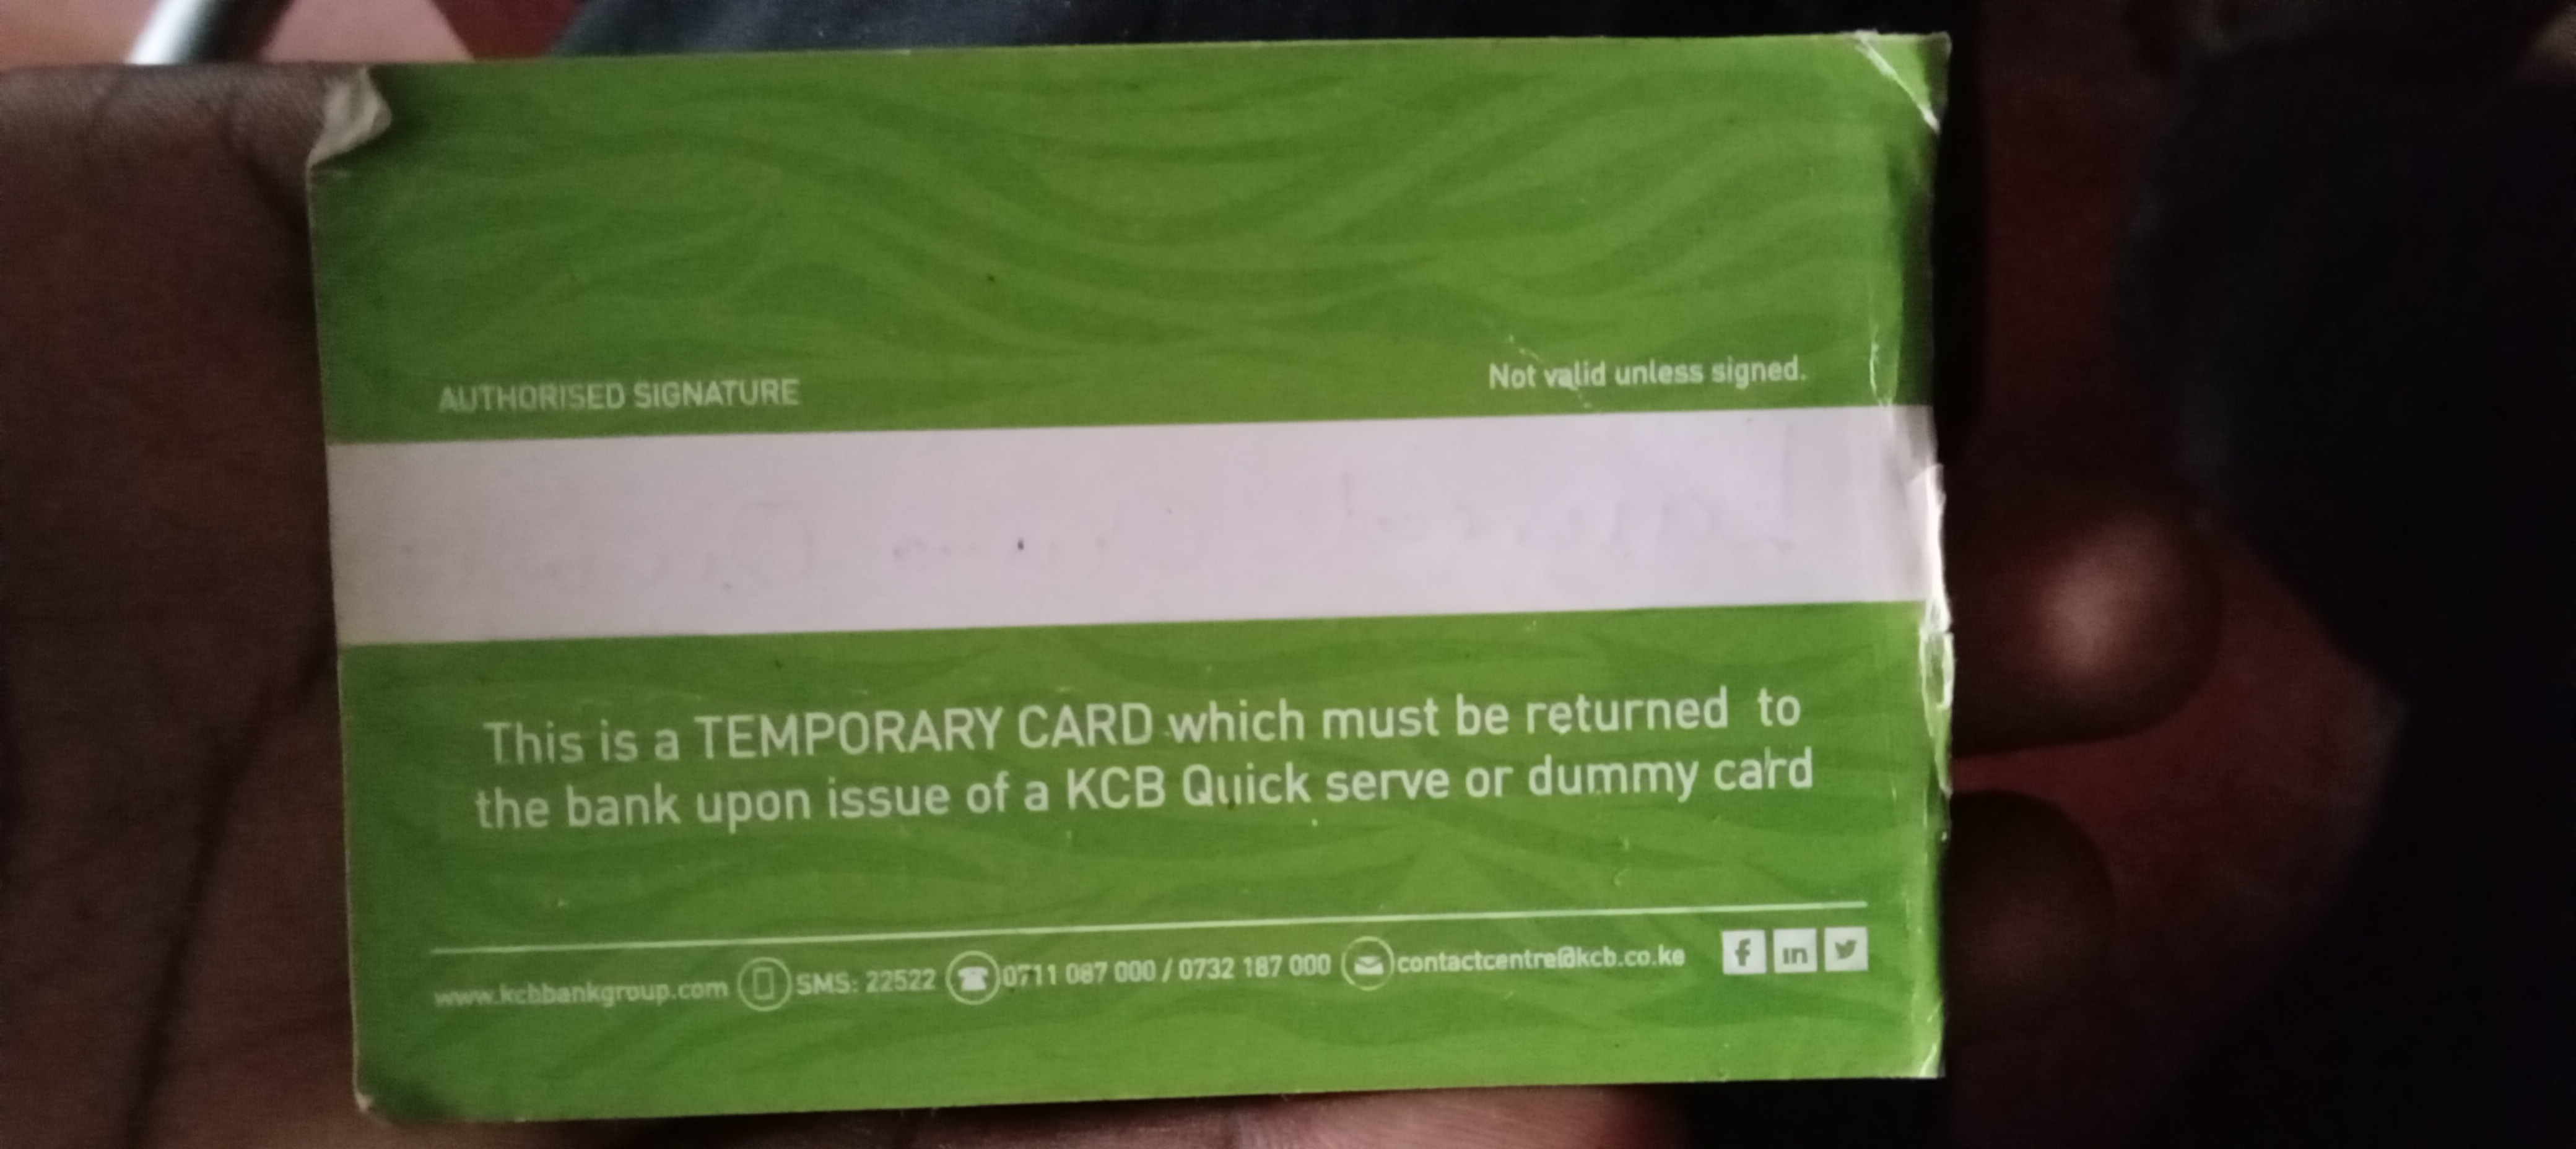 AUTHORISED SIGNATURE
Not valid unless signed.
This is a TEMPORARY CARD which must be returned to
the bank upon issue of a KCB Quick serve or dummy card
www.kcbbankgroup.com SMS: 22522 0711 087 000 / 0732 187 000 contactcentre@kcb.co.ke f in